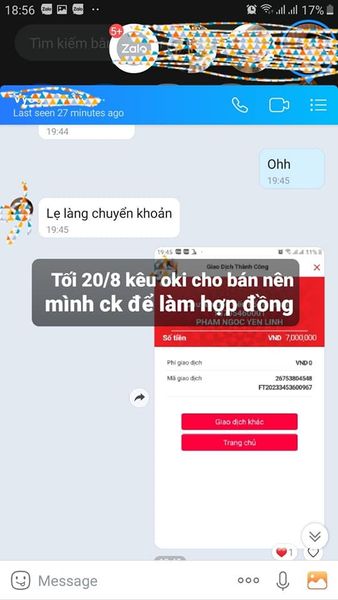 18:56 Zalo Zalo 17%
Tìm kiếm
5+
Zalo
Last seen 27 minutes ago
19:44
Ohh
19:45
Lẹ làng chuyển khoản
19:45
19:45 11%
Giao Dịch Thành Công
Tối 20/8 kêu oki cho bán nên
mình ck để làm hợp đồng
PHAM NGOC YEN LINH
Số tiền VND 7,000,000
Phí giao dịch VND 0
Mã giao dịch 26753804548
FT20233453600967
Giao dịch khác
Trang chủ
1
Message